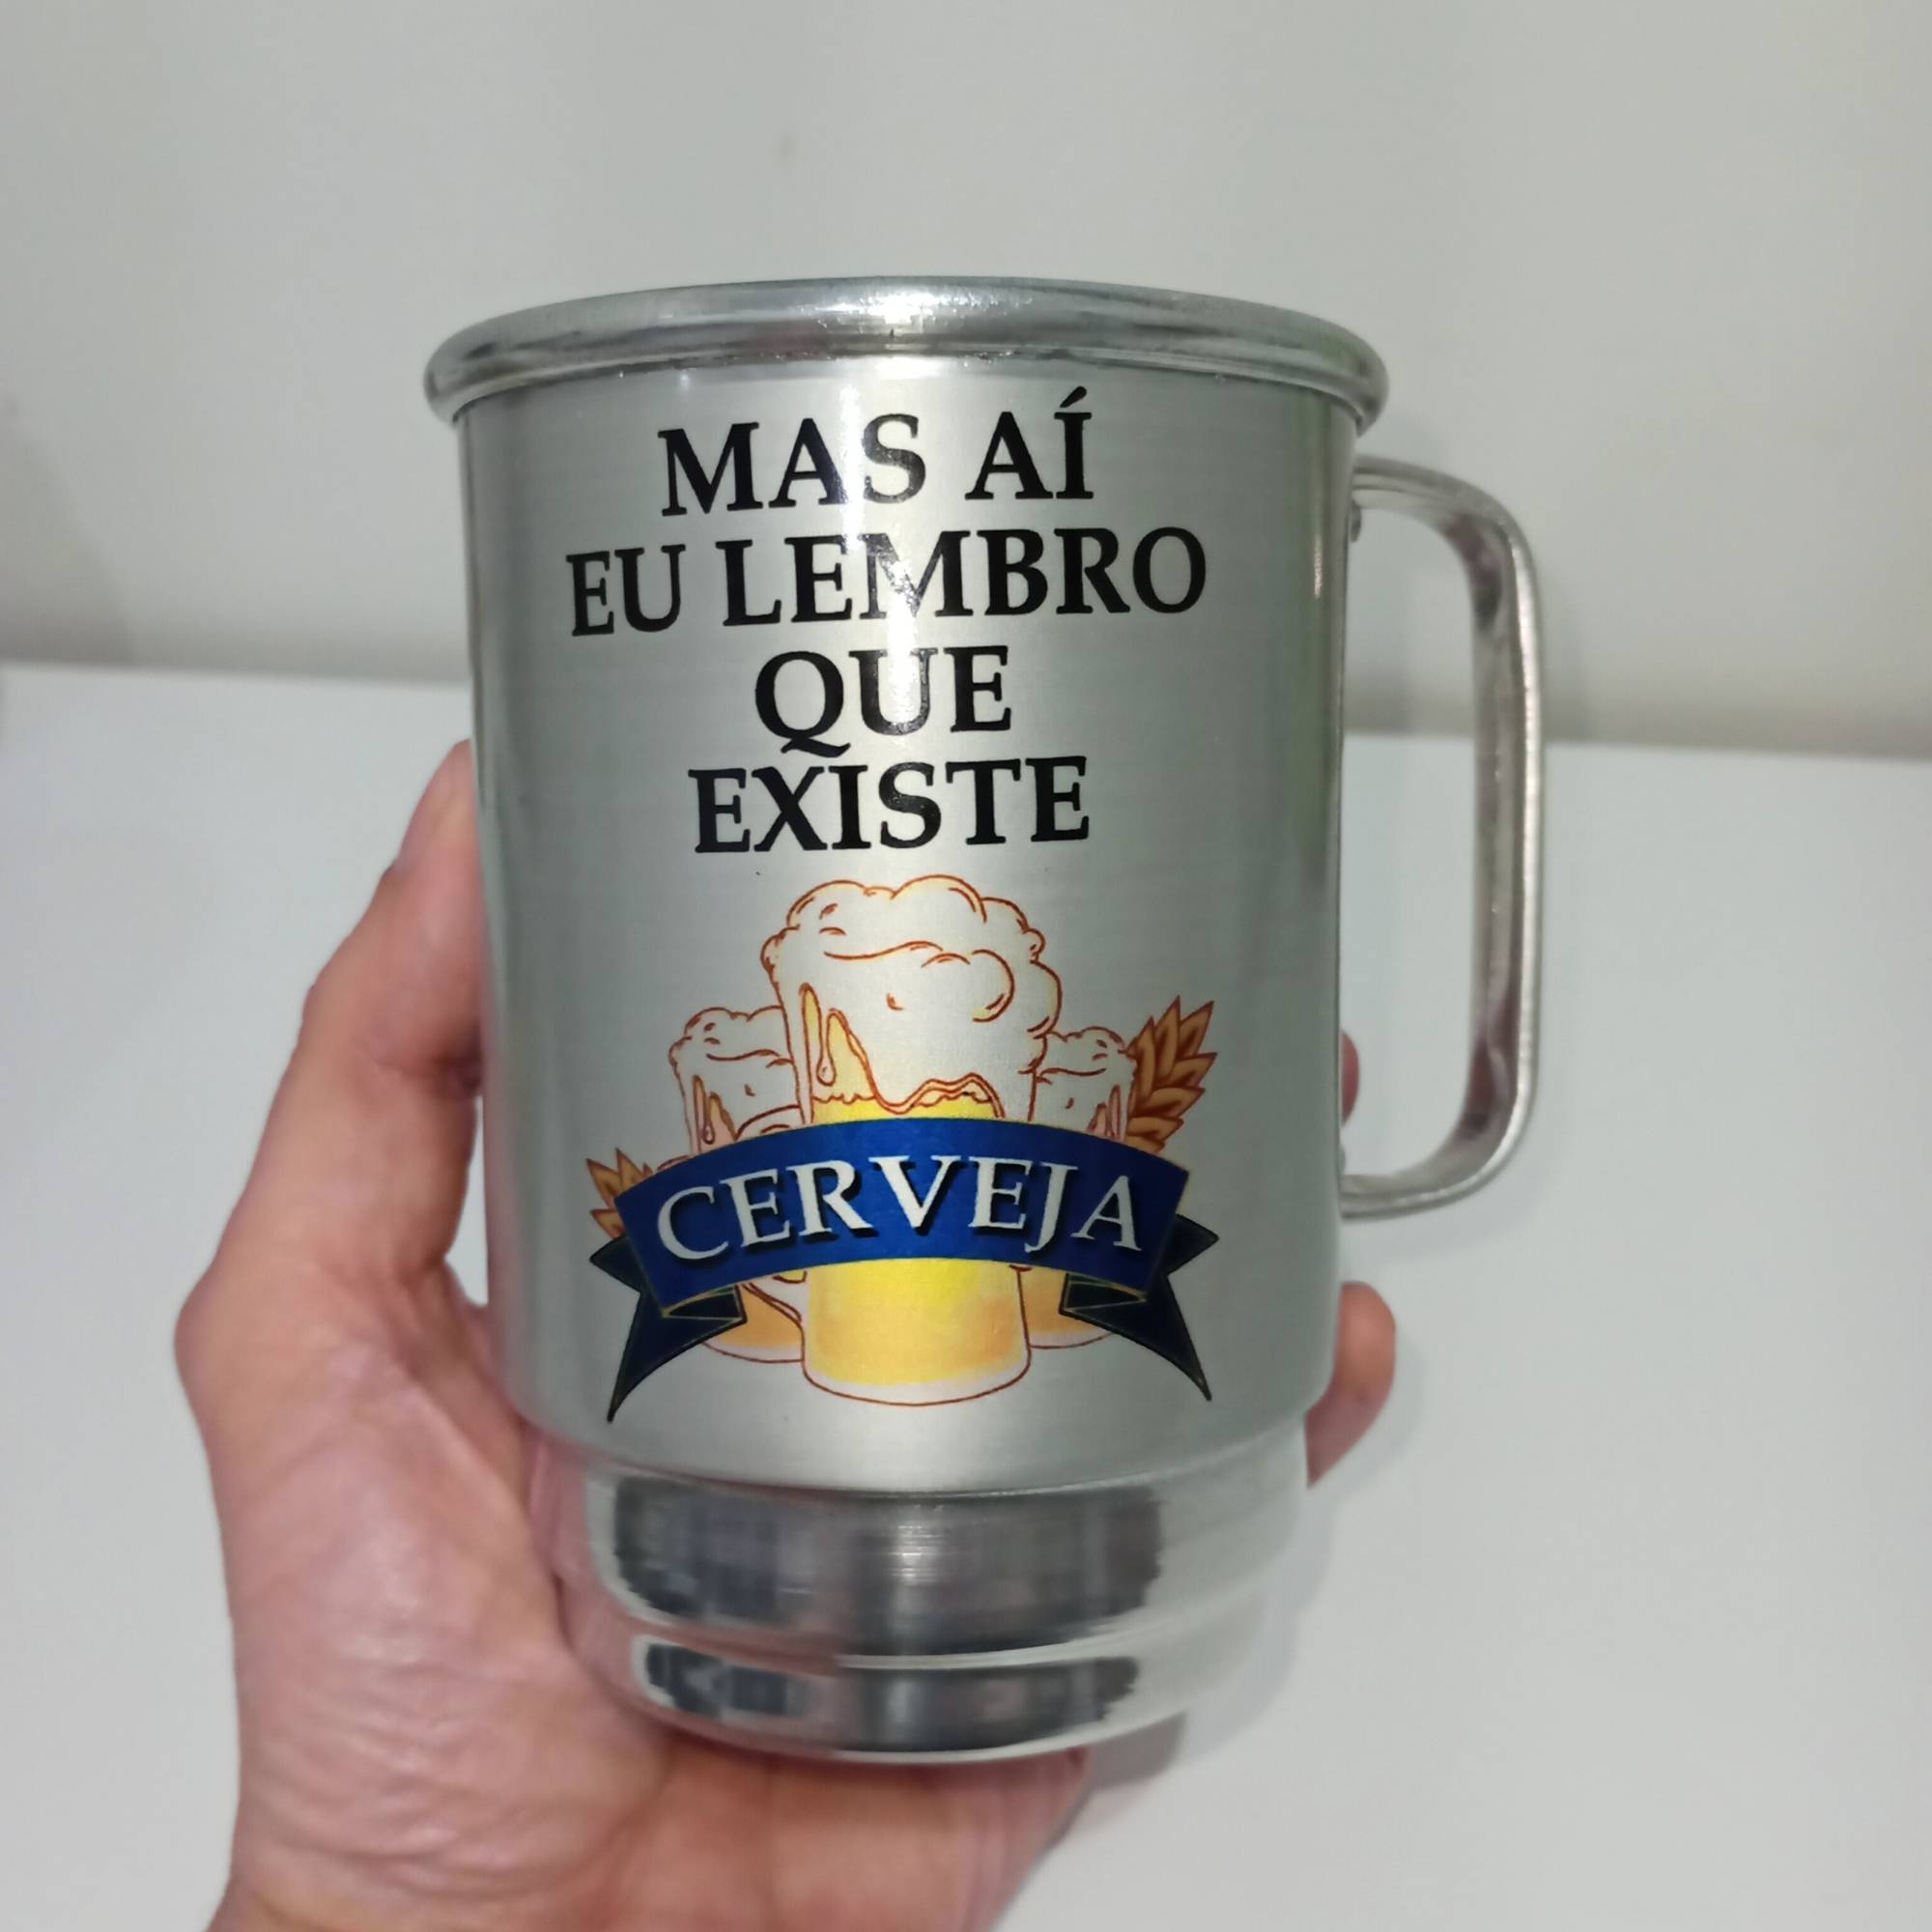 MAS AÍ
EU LEMBRO
QUE
EXISTE
CERVEJA